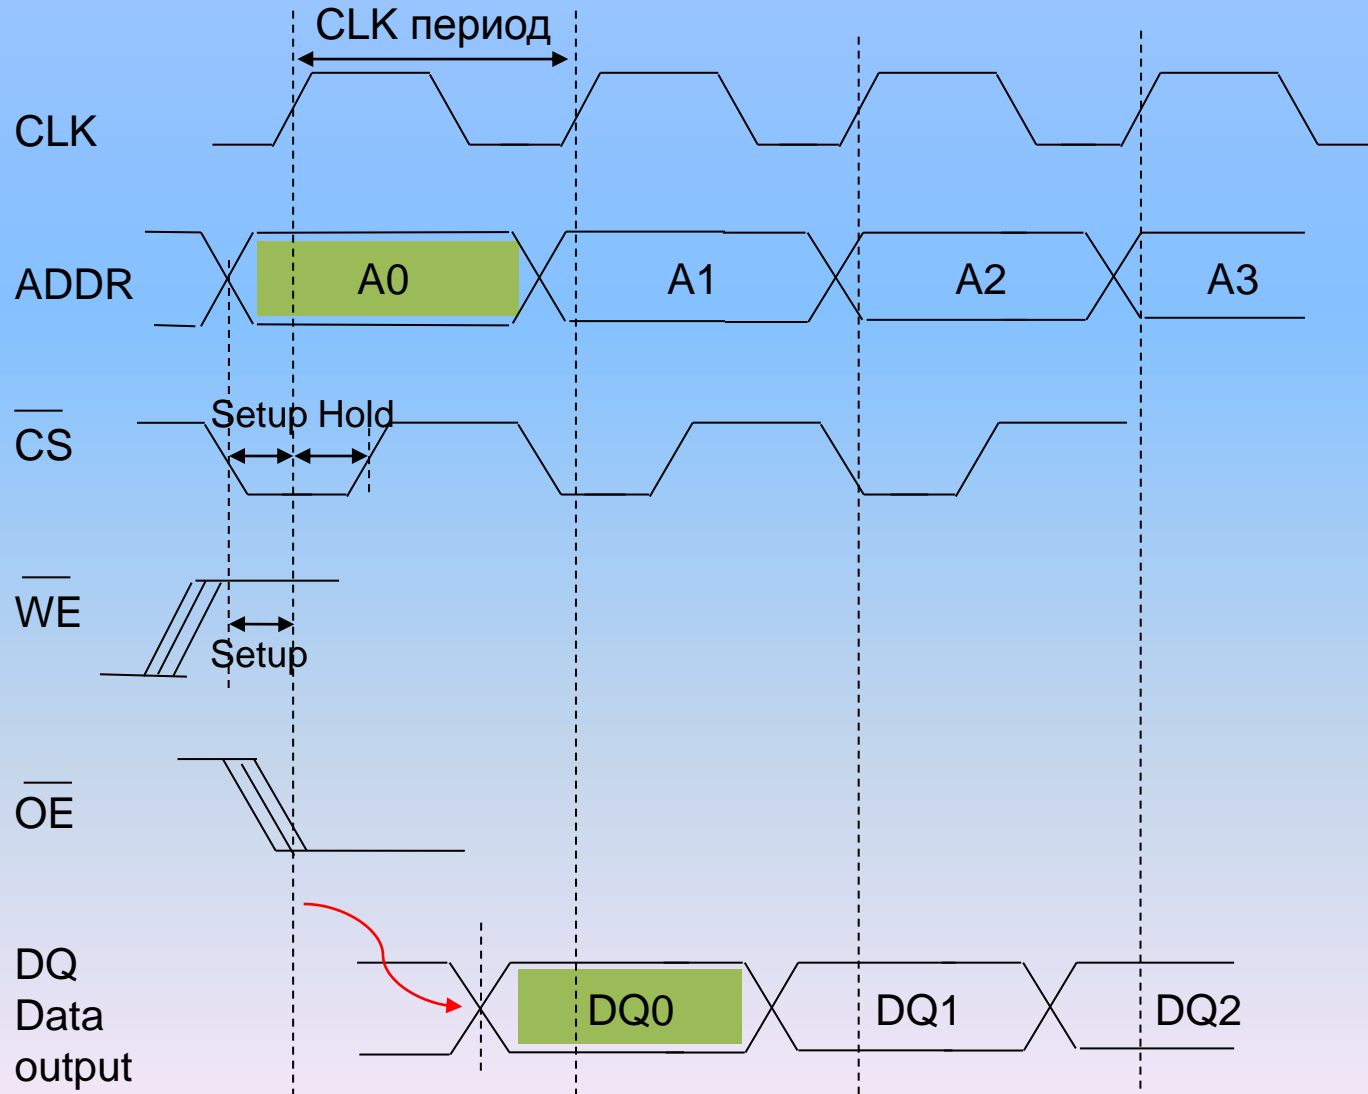 CLK период
CLK
ADDR
A0
A1
A2
A3
Setup Hold
CS
WE
Setup
OE
DQ
Data
output
DQ0
DQ1
DQ2